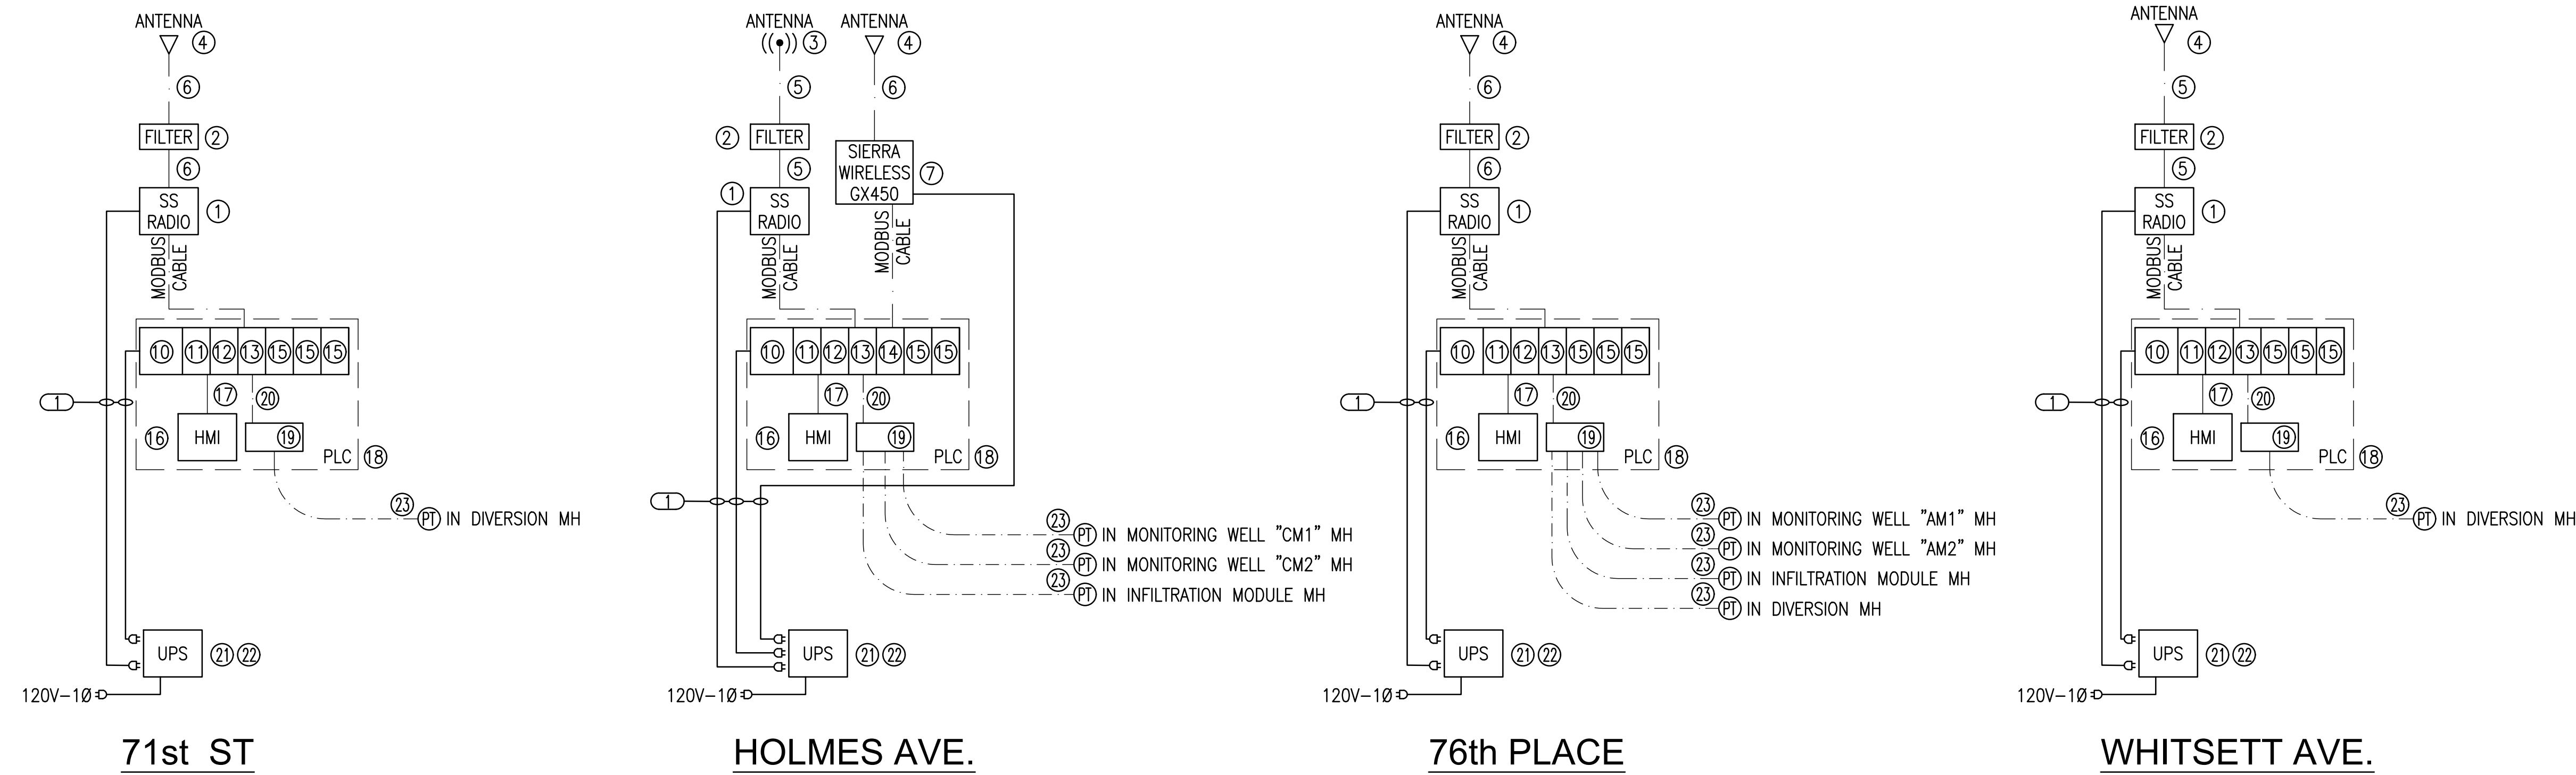 ANTENNA
4
6
FILTER 2
6
SS
RADIO
1
MODBUS
CABLE
10 11 12 13 15 15 15
17
20
1
16
HMI
19
PLC 18
23
PT IN DIVERSION MH
UPS
21 22
120V-1Ø
71st ST
ANTENNA ANTENNA
3
4
5
6
2 FILTER
SIERRA
WIRELESS
GX450
7
5
1
SS
RADIO
MODBUS
CABLE
MODBUS
CABLE
10 11 12 13 14 15 15
17
20
16
HMI
19
PLC 18
1
23
PT IN MONITORING WELL "CM1" MH
23
PT IN MONITORING WELL "CM2" MH
23
PT IN INFILTRATION MODULE MH
UPS
21 22
120V-1Ø
HOLMES AVE.
ANTENNA
4
6
FILTER 2
6
SS
RADIO
1
MODBUS
CABLE
10 11 12 13 15 15 15
17
20
1
16
HMI
19
PLC 18
23
PT IN MONITORING WELL "AM1" MH
23
PT IN MONITORING WELL "AM2" MH
23
PT IN INFILTRATION MODULE MH
23
PT IN DIVERSION MH
UPS
21 22
120V-1Ø
76th PLACE
ANTENNA
4
5
FILTER 2
5
SS
RADIO
1
MODBUS
CABLE
10 11 12 13 15 15 15
17
20
1
16
HMI
19
PLC 18
23
PT IN DIVERSION MH
UPS
21 22
120V-1Ø
WHITSETT AVE.